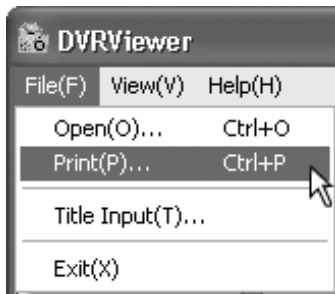 DVRViewer
File(F) View(V) Help(H)
Open(O)... Ctrl+O
Print(P)... Ctrl+P
Title Input(T)...
Exit(X)